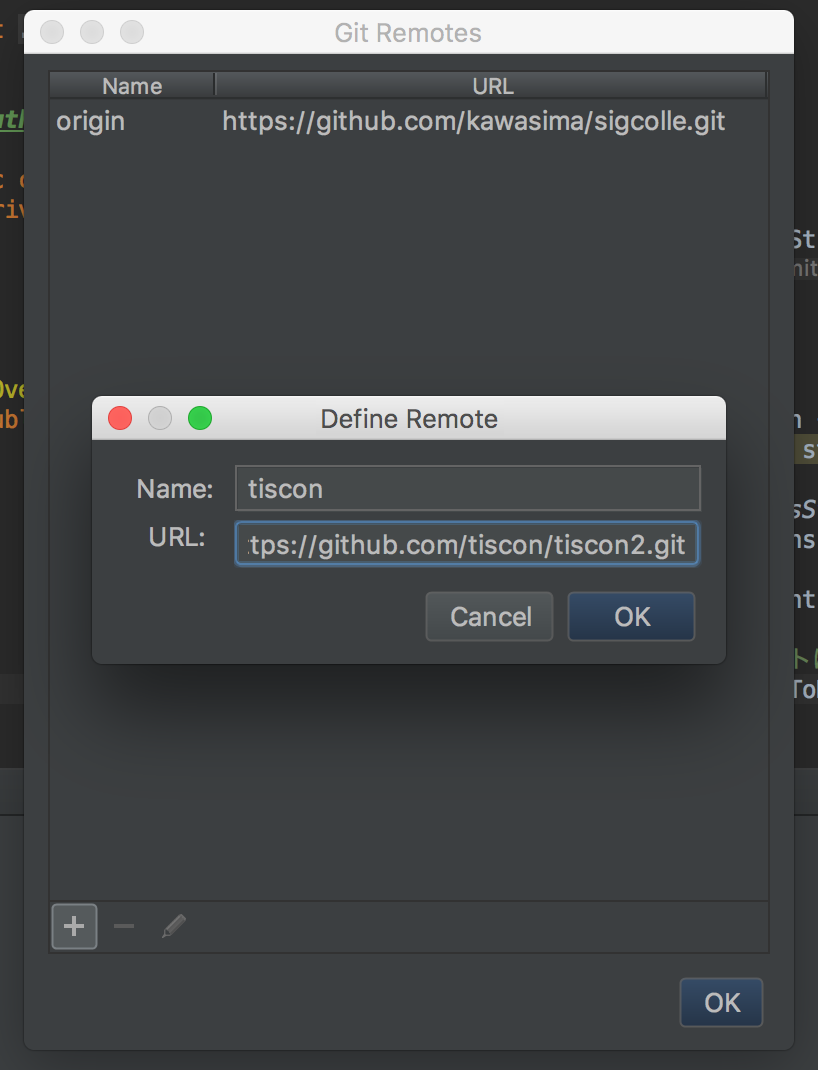 Git Remotes
Name URL
origin https://github.com/kawasima/sigcolle.git
Define Remote
Name: tiscon
URL: tps://github.com/tiscon/tiscon2.git
Cancel OK
OK